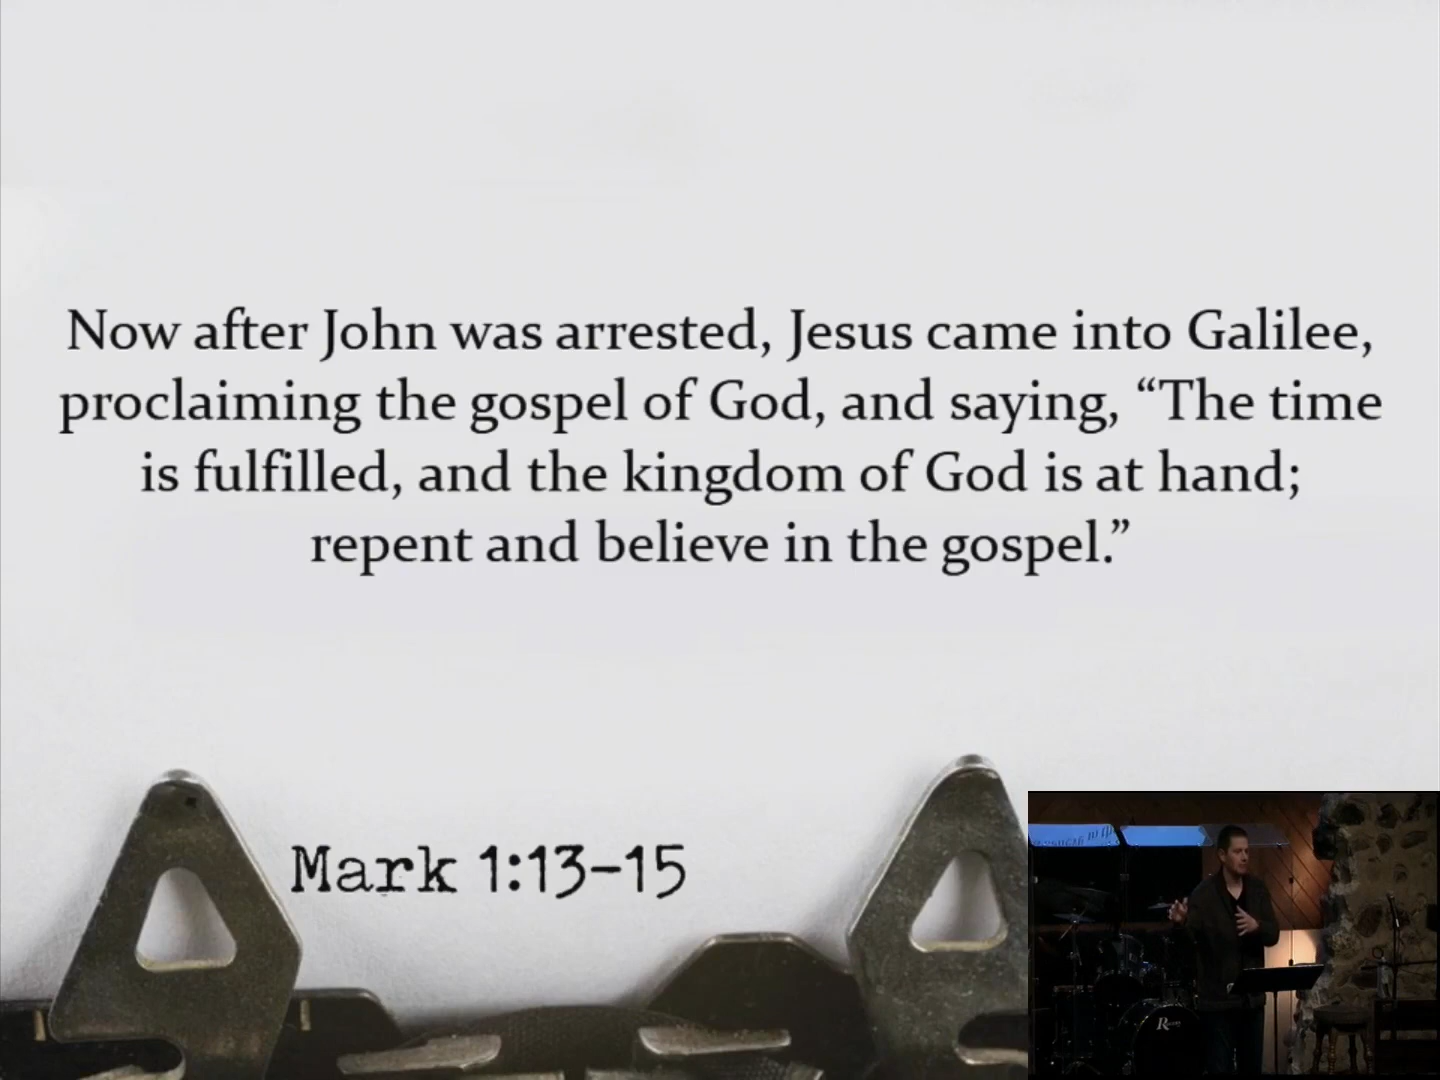 Now after John was arrested, Jesus came into Galilee,
proclaiming the gospel of God, and saying, “The time
is fulfilled, and the kingdom of God is at hand;
repent and believe in the gospel.”
Mark 1:13-15